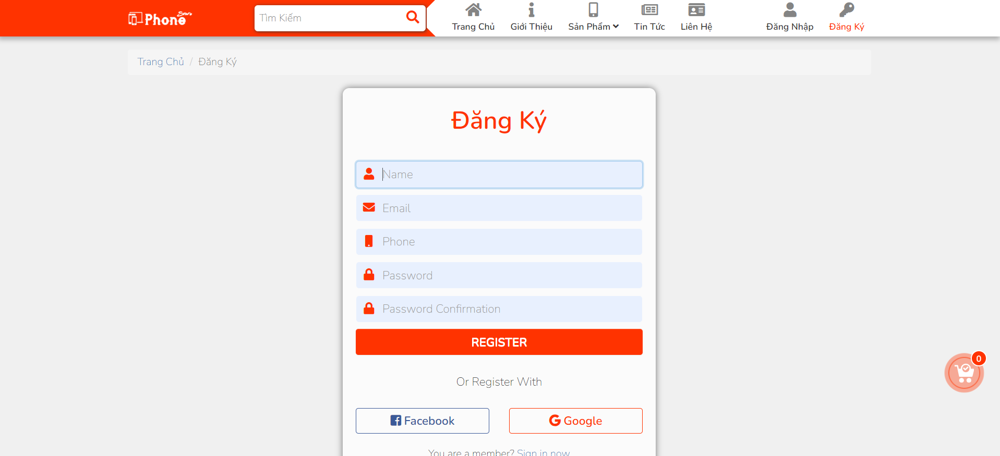 Phone
Tìm Kiếm
Trang Chủ
Giới Thiệu
Sản Phẩm
Tin Tức
Liên Hệ
Đăng Nhập
Đăng Ký
Trang Chủ / Đăng Ký
Đăng Ký
Name
Email
Phone
Password
Password Confirmation
REGISTER
0
Or Register With
Facebook
Google
You are a member? Sign in now